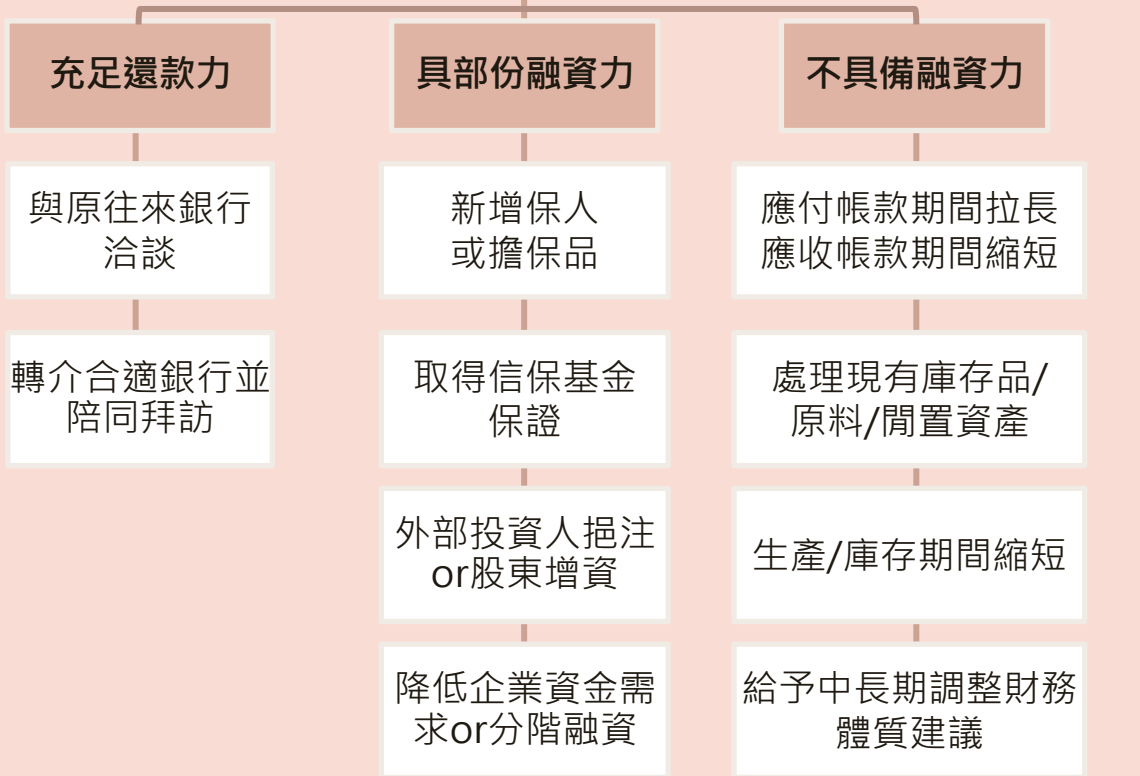 充足還款力
與原往來銀行
洽談
轉介合適銀行並
陪同拜訪
具部份融資力
新增保人
或擔保品
取得信保基金
保證
外部投資人挹注
or股東增資
降低企業資金需
求or分階融資
不具備融資力
應付帳款期間拉長
應收帳款期間縮短
處理現有庫存品/
原料/閒置資產
生產/庫存期間縮短
給予中長期調整財務
體質建議